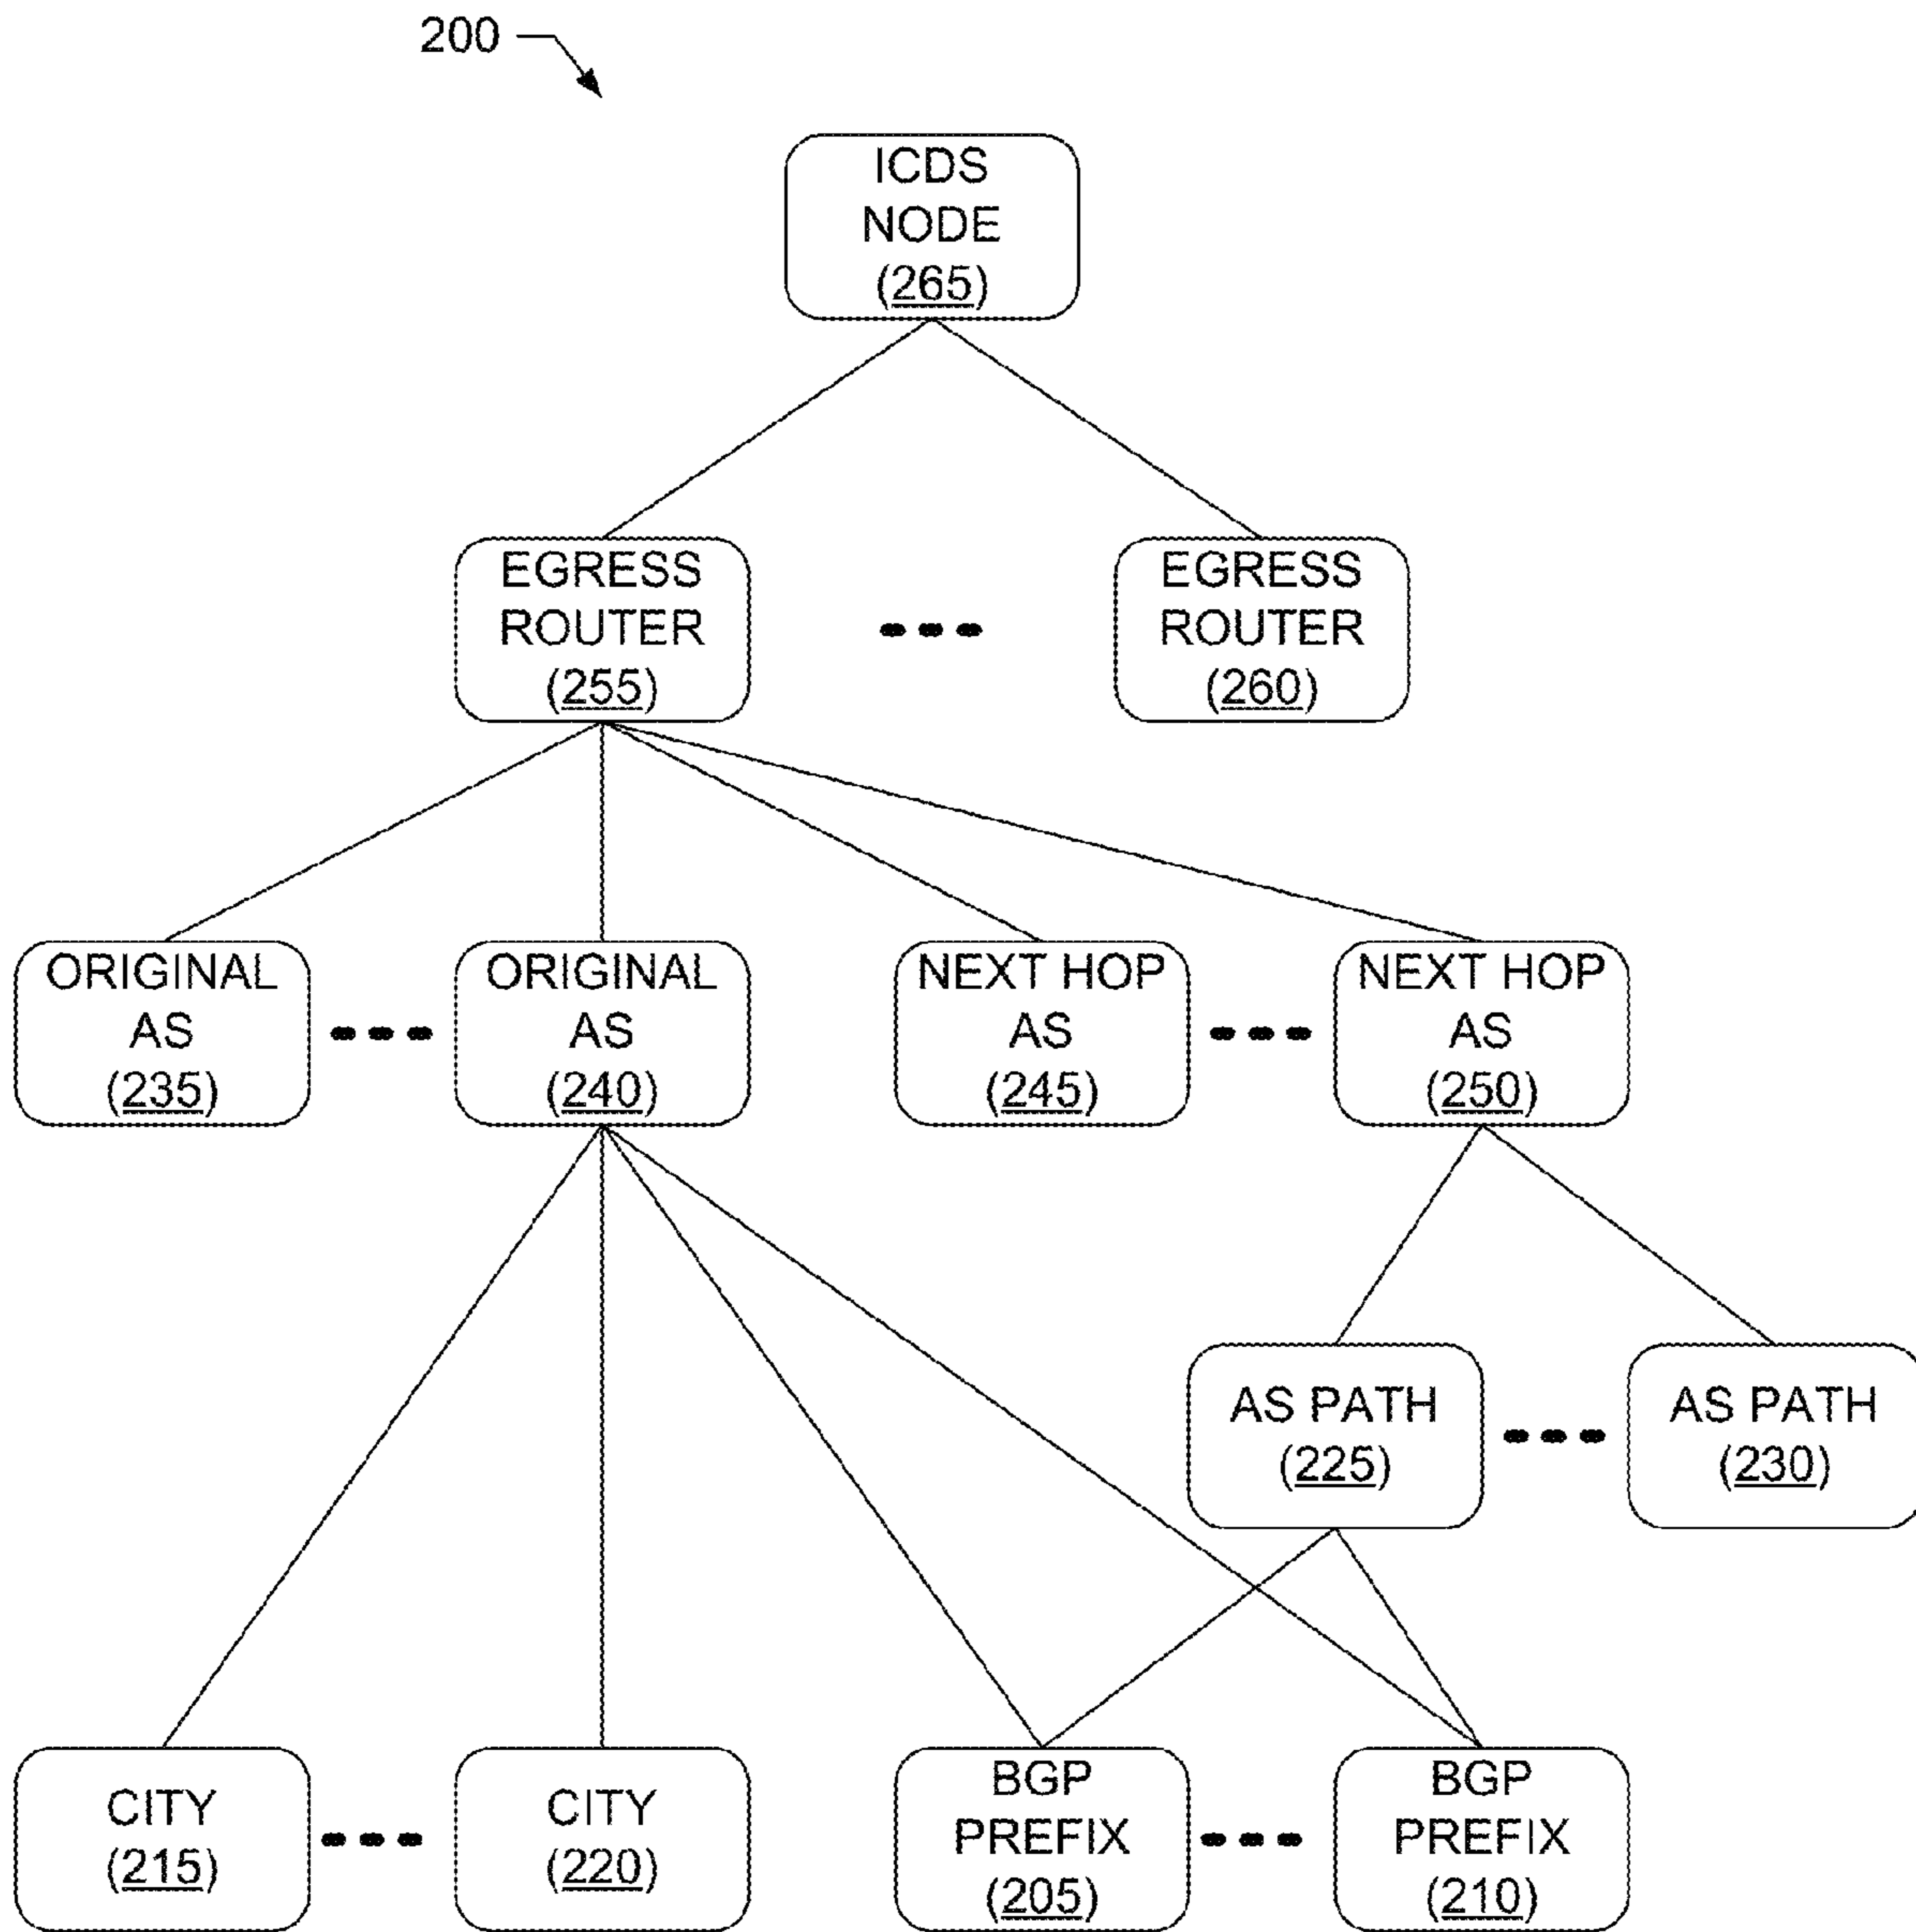 200
ICDS
NODE
(265)
EGRESS
ROUTER
(255)
EGRESS
ROUTER
(260)
ORIGINAL
AS
(235)
ORIGINAL
AS
(240)
NEXT HOP
AS
(245)
NEXT HOP
AS
(250)
AS PATH
(225)
AS PATH
(230)
CITY
(215)
CITY
(220)
BGP
PREFIX
(205)
BGP
PREFIX
(210)